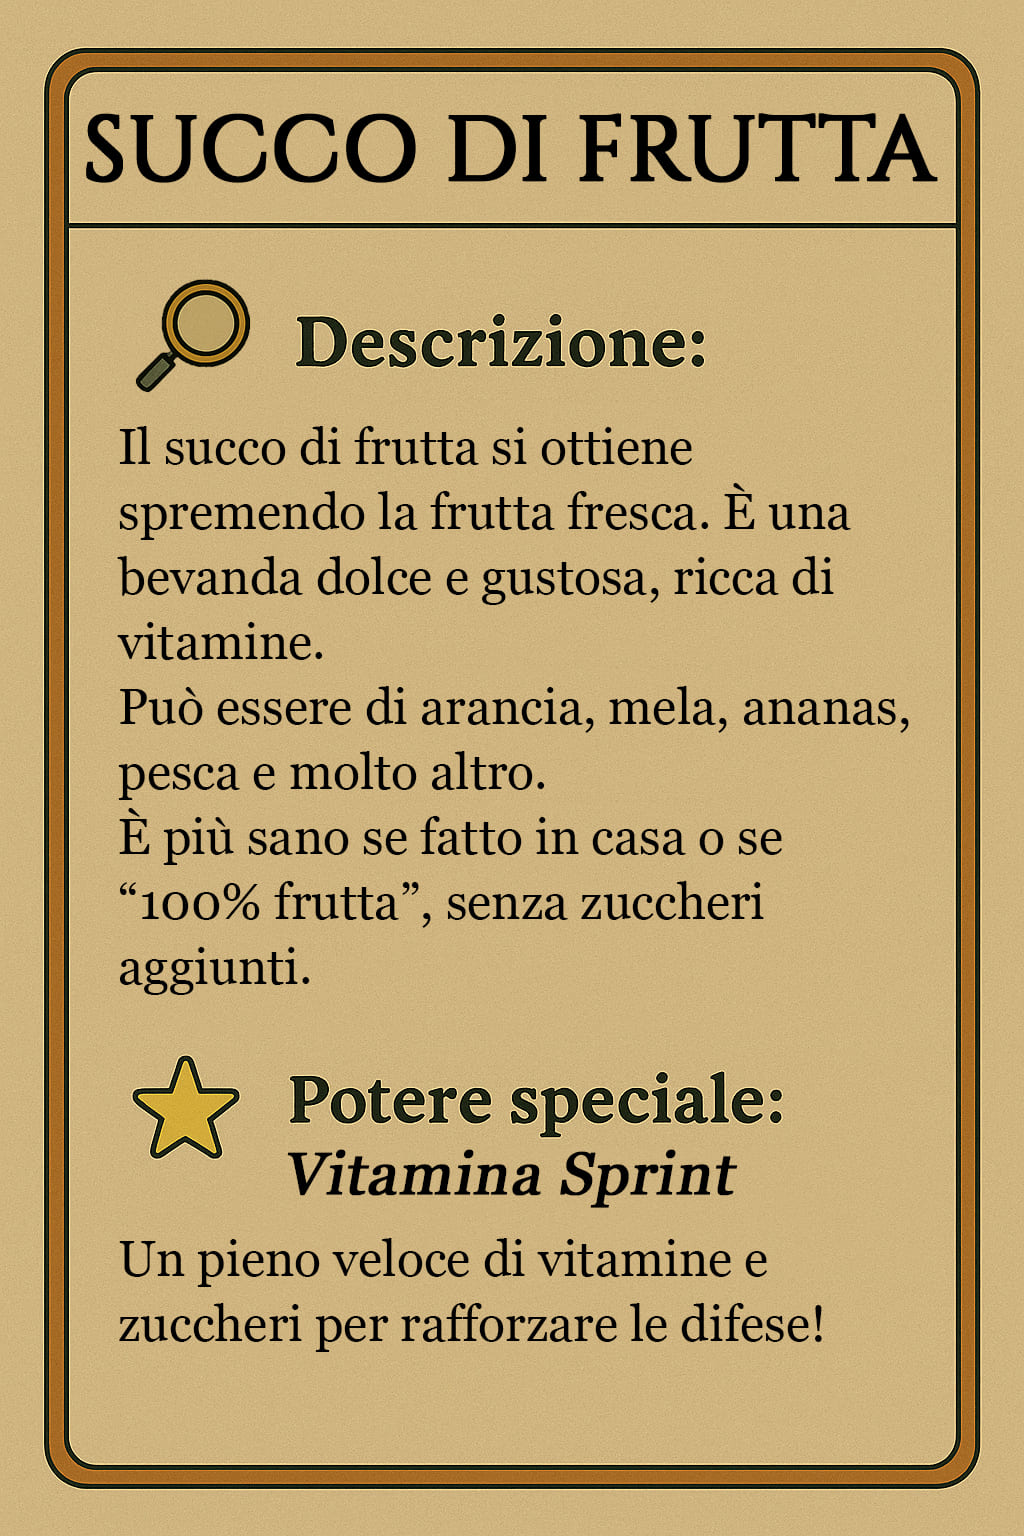 SUCCO DI FRUTTA
Descrizione:
Il succo di frutta si ottiene
spremendo la frutta fresca. È una
bevanda dolce e gustosa, ricca di
vitamine.
Può essere di arancia, mela, ananas,
pesca e molto altro.
È più sano se fatto in casa o se
“100% frutta”, senza zuccheri
aggiunti.
Potere speciale:
Vitamina Sprint
Un pieno veloce di vitamine e
zuccheri per rafforzare le difese!